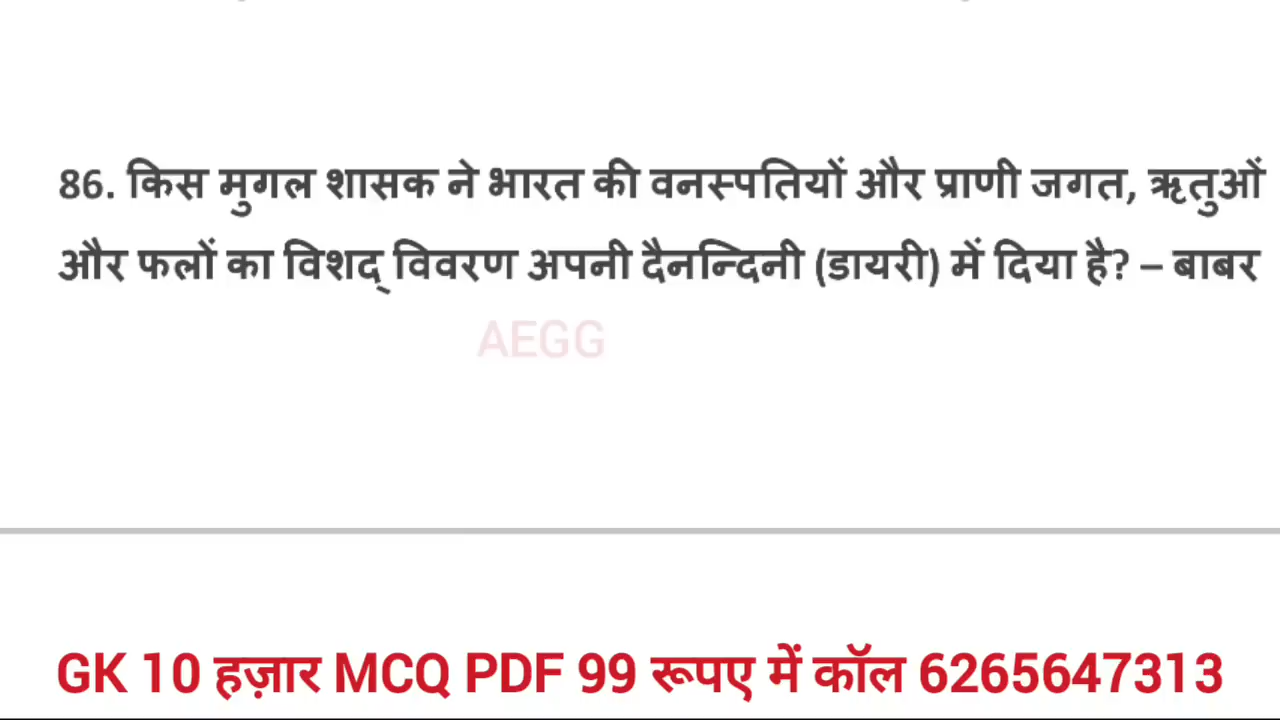 86. किस मुगल शासक ने भारत की वनस्पतियों और प्राणी जगत, ऋतुओं
और फलों का विशद् विवरण अपनी दैनन्दिनी (डायरी) में दिया है? – बाबर
AEGG
GK 10 हज़ार MCQ PDF 99 रूपए में कॉल 6265647313